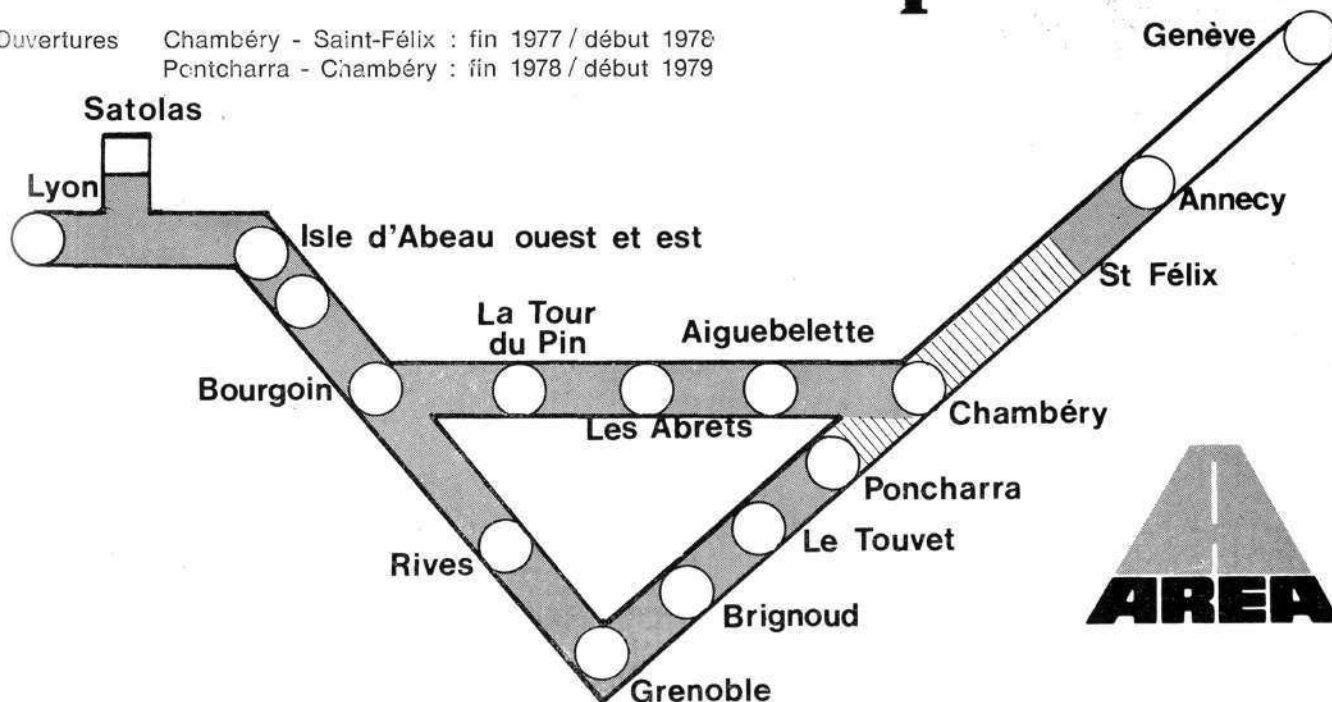 Ouvertures Chambéry - Saint-Félix : fin 1977 / début 1978
Pontcharra - Chambéry : fin 1978 / début 1979
Genève
Satolas
Lyon
Annecy
Isle d'Abeau ouest et est
St Félix
La Tour
du Pin
Aiguebelette
Bourgoin
Chambéry
Les Abrets
Poncharra
Le Touvet
Rives
Brignoud
Grenoble
AREA